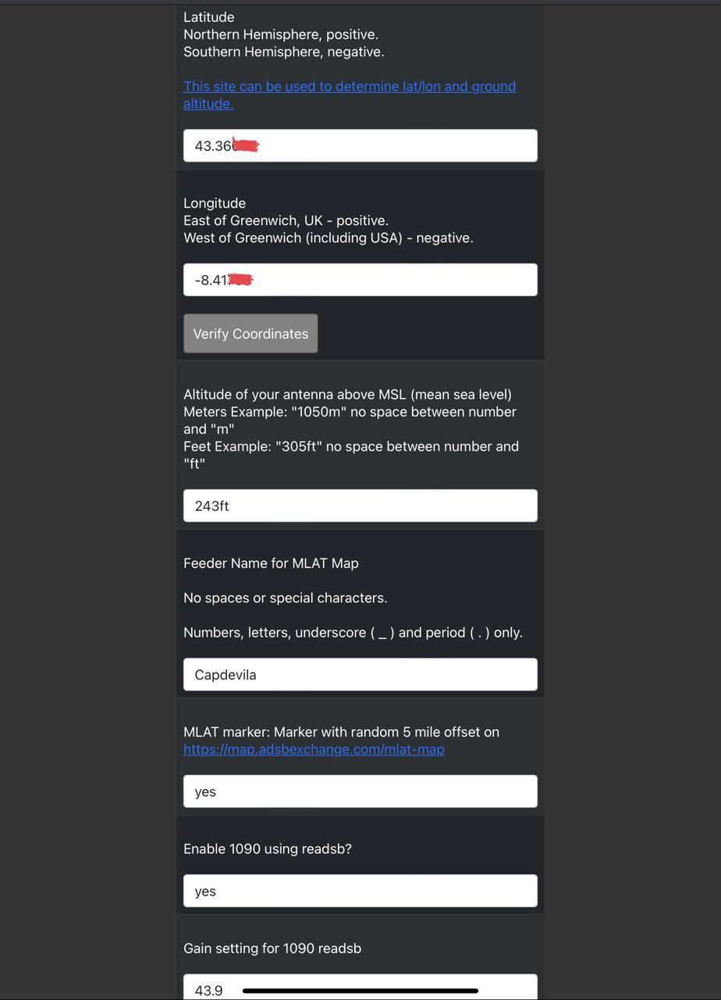 Latitude
Northern Hemisphere, positive.
Southern Hemisphere, negative.
This site can be used to determine lat/lon and ground
altitude.
43.36
Longitude
East of Greenwich, UK - positive.
West of Greenwich (including USA) - negative.
-8.41
Verify Coordinates
Altitude of your antenna above MSL (mean sea level)
Meters Example: "1050m" no space between number
and "m"
Feet Example: "305ft" no space between number and
"ft"
243ft
Feeder Name for MLAT Map
No spaces or special characters.
Numbers, letters, underscore ( _ ) and period ( . ) only.
Capdevila
MLAT marker: Marker with random 5 mile offset on
https://map.adsbexchange.com/mlat-map
yes
Enable 1090 using readsb?
yes
Gain setting for 1090 readsb
43.9